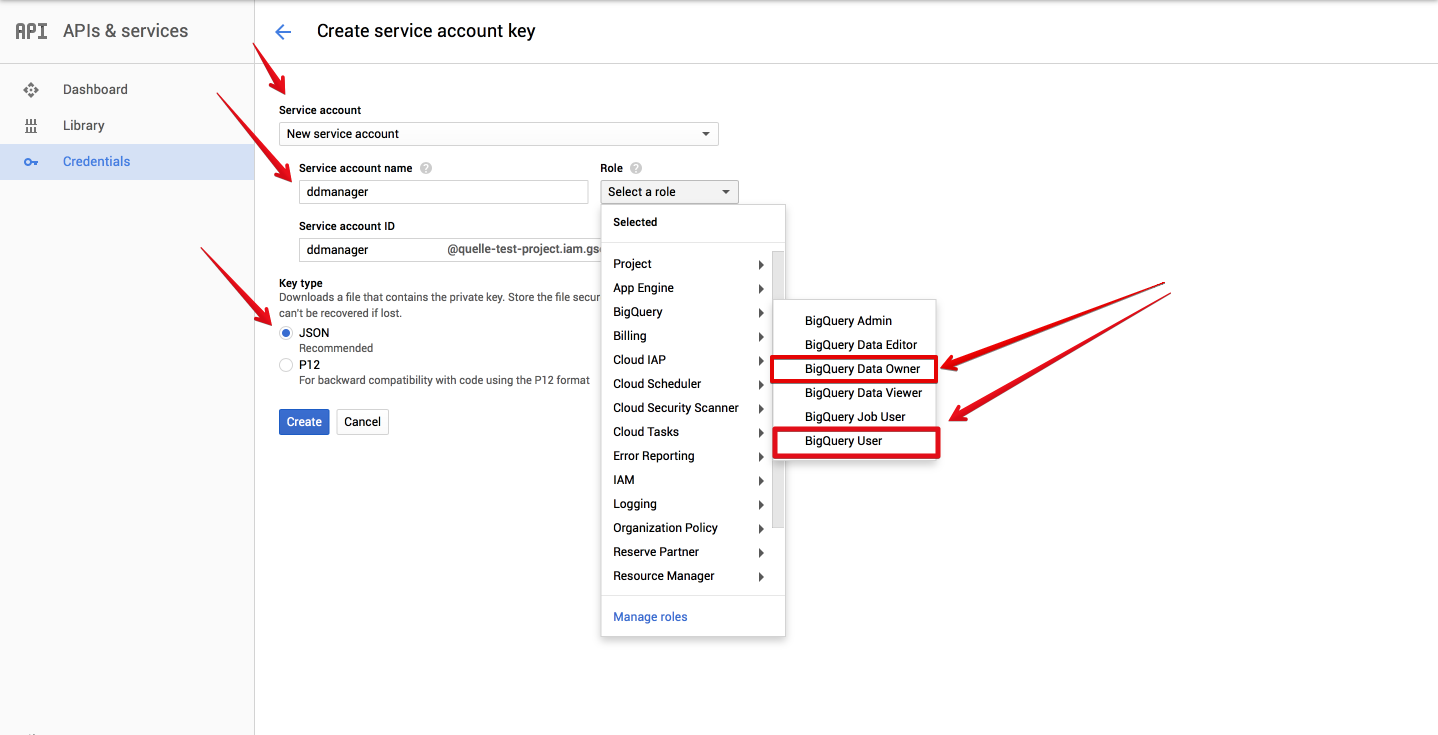 API APIs & services
Create service account key
Dashboard
Library
Credentials
Service account
New service account
Service account name
Role
ddmanager
Select a role
Service account ID
ddmanager @quelle-test-project.iam.gs
Key type
Downloads a file that contains the private key. Store the file secur
can't be recovered if lost.
JSON
Recommended
P12
For backward compatibility with code using the P12 format
Create
Cancel
Selected
Project
App Engine
BigQuery
Billing
Cloud IAP
Cloud Scheduler
Cloud Security Scanner
Cloud Tasks
Error Reporting
IAM
Logging
Organization Policy
Reserve Partner
Resource Manager
Manage roles
BigQuery Admin
BigQuery Data Editor
BigQuery Data Owner
BigQuery Data Viewer
BigQuery Job User
BigQuery User